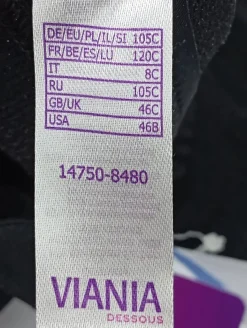 DE/EU/PL/IL/SI 105C
FR/BE/ES/LU 120C
IT 8C
RU 105C
GB/UK 46C
USA 46B
14750-8480
VIANIA
DESSOUS